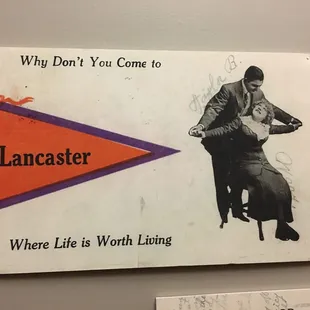 Why Don't You Come to
Lancaster
Where Life is Worth Living